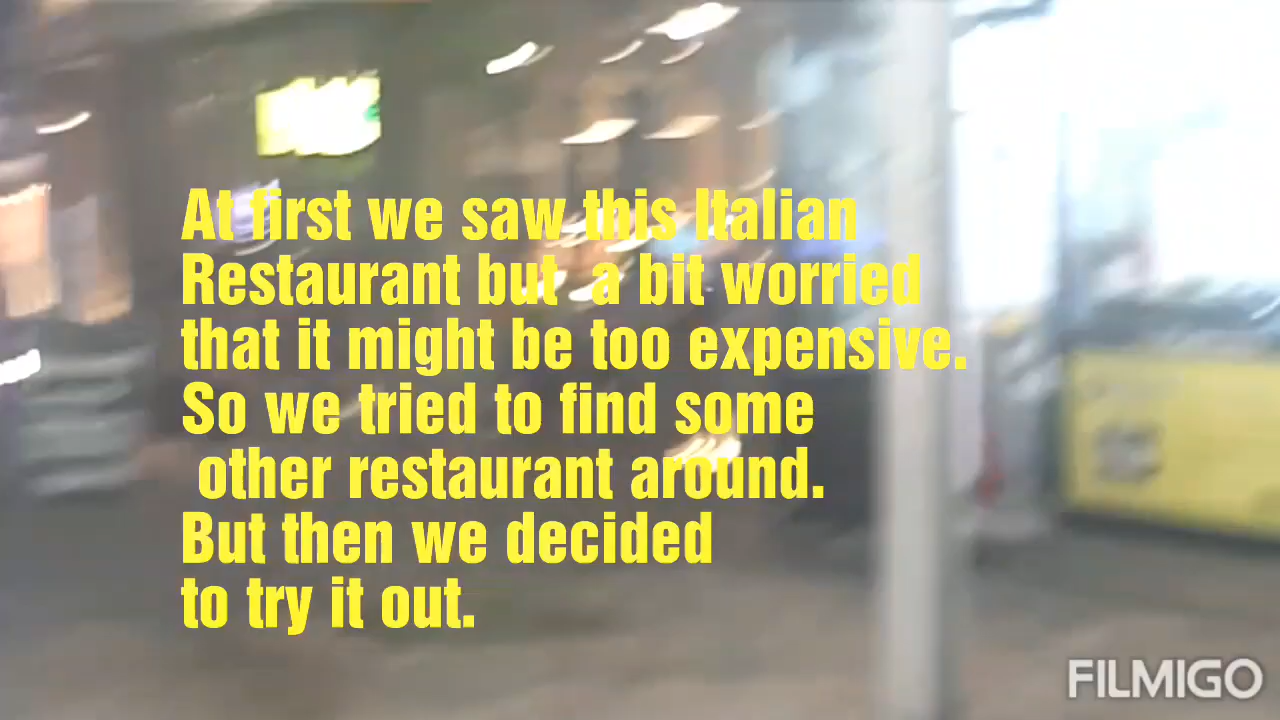 At first we saw this Italian
Restaurant but  a bit worried
that it might be too expensive.
So we tried to find some
other restaurant around.
But then we decided
to try it out.
FILMIGO